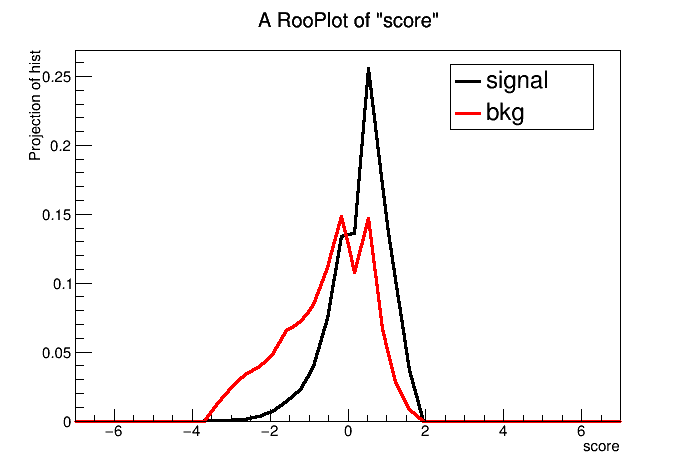 A RooPlot of "score"
Projection of hist
0.25
0.2
0.15
0.1
0.05
0
signal
bkg
−6 −4 −2 0 2 4 6
score